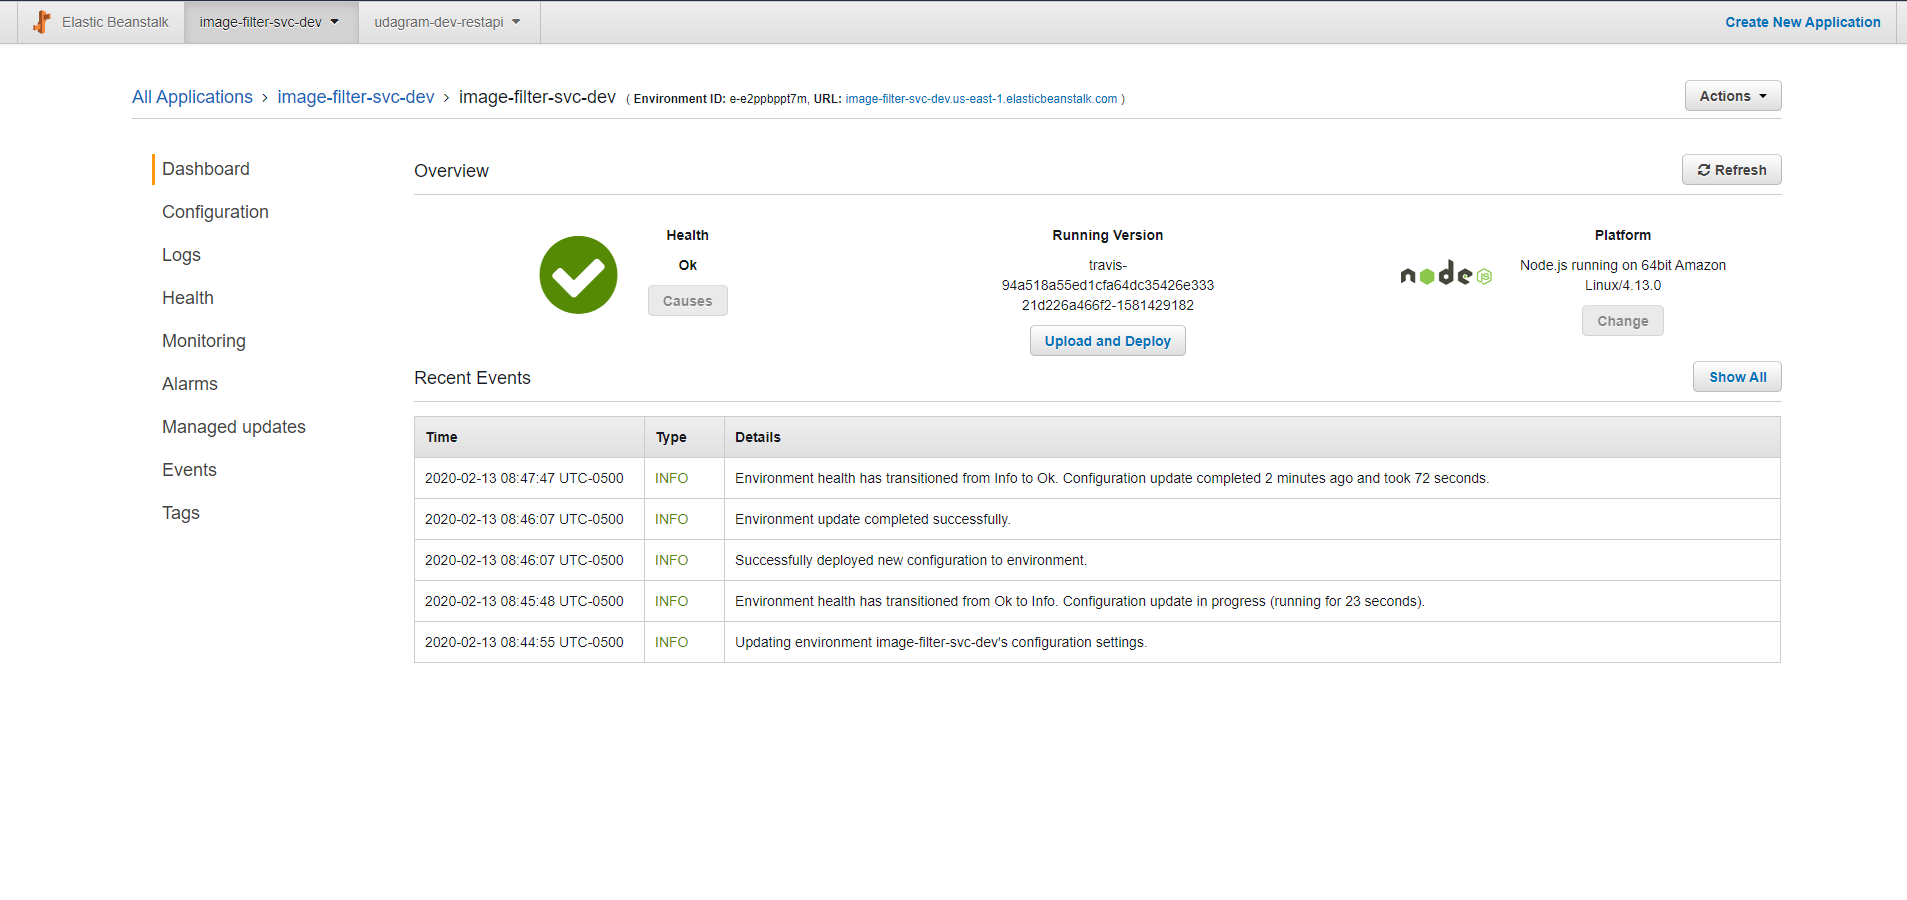 Elastic Beanstalk image-filter-svc-dev udagram-dev-restapi Create New Application
All Applications > image-filter-svc-dev > image-filter-svc-dev ( Environment ID: e-e2ppbppt7m, URL: image-filter-svc-dev.us-east-1.elasticbeanstalk.com ) Actions
Dashboard
Configuration
Logs
Health
Monitoring
Alarms
Managed updates
Events
Tags
Overview Refresh
Health
Ok
Causes
Running Version
travis-
94a518a55ed1cfa64dc35426e333
21d226a466f2-1581429182
Upload and Deploy
node JS
Platform
Node.js running on 64bit Amazon
Linux/4.13.0
Change
Recent Events Show All
Time Type Details
2020-02-13 08:47:47 UTC-0500 INFO Environment health has transitioned from Info to Ok. Configuration update completed 2 minutes ago and took 72 seconds.
2020-02-13 08:46:07 UTC-0500 INFO Environment update completed successfully.
2020-02-13 08:46:07 UTC-0500 INFO Successfully deployed new configuration to environment.
2020-02-13 08:45:48 UTC-0500 INFO Environment health has transitioned from Ok to Info. Configuration update in progress (running for 23 seconds).
2020-02-13 08:44:55 UTC-0500 INFO Updating environment image-filter-svc-dev's configuration settings.